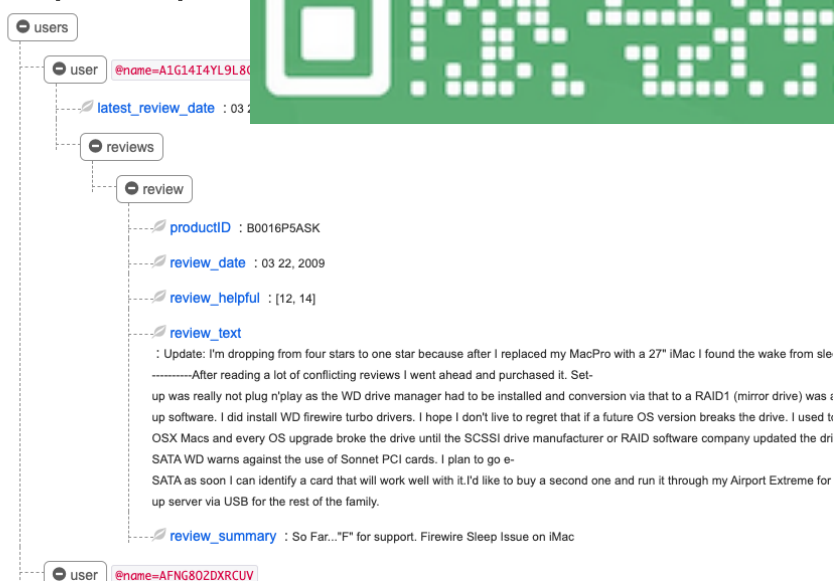 users
user @name=A1G14I4YL9L8
latest_review_date : 03
reviews
review
productID : B0016P5ASK
review_date : 03 22, 2009
review_helpful : [12, 14]
review_text
: Update: I'm dropping from four stars to one star because after I replaced my MacPro with a 27" iMac I found the wake from
----------After reading a lot of conflicting reviews I went ahead and purchased it. Set-
up was really not plug n'play as the WD drive manager had to be installed and conversion via that to a RAID1 (mirror drive) was
up software. I did install WD firewire turbo drivers. I hope I don't live to regret that if a future OS version breaks the drive. I used
OSX Macs and every OS upgrade broke the drive until the SCSSI drive manufacturer or RAID software company updated the
SATA WD warns against the use of Sonnet PCI cards. I plan to go e-
SATA as soon I can identify a card that will work well with it.I'd like to buy a second one and run it through my Airport Extreme for
up server via USB for the rest of the family.
review_summary : So Far..."F" for support. Firewire Sleep Issue on iMac
user @name=AFNG8O2DXRCUV